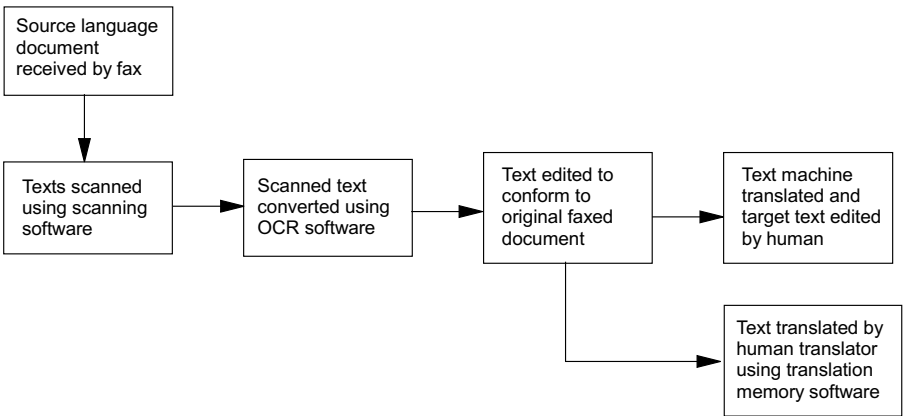 Source language
document
received by fax
Texts scanned
using scanning
software
Scanned text
converted using
OCR software
Text edited to
conform to
original faxed
document
Text machine
translated and
target text edited
by human
Text translated by
human translator
using translation
memory software